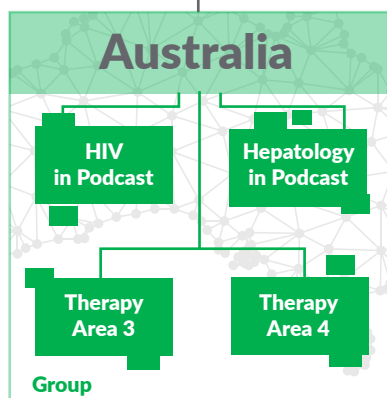 Australia
HIV
in Podcast
Hepatology
in Podcast
Therapy
Area 3
Therapy
Area 4
Group